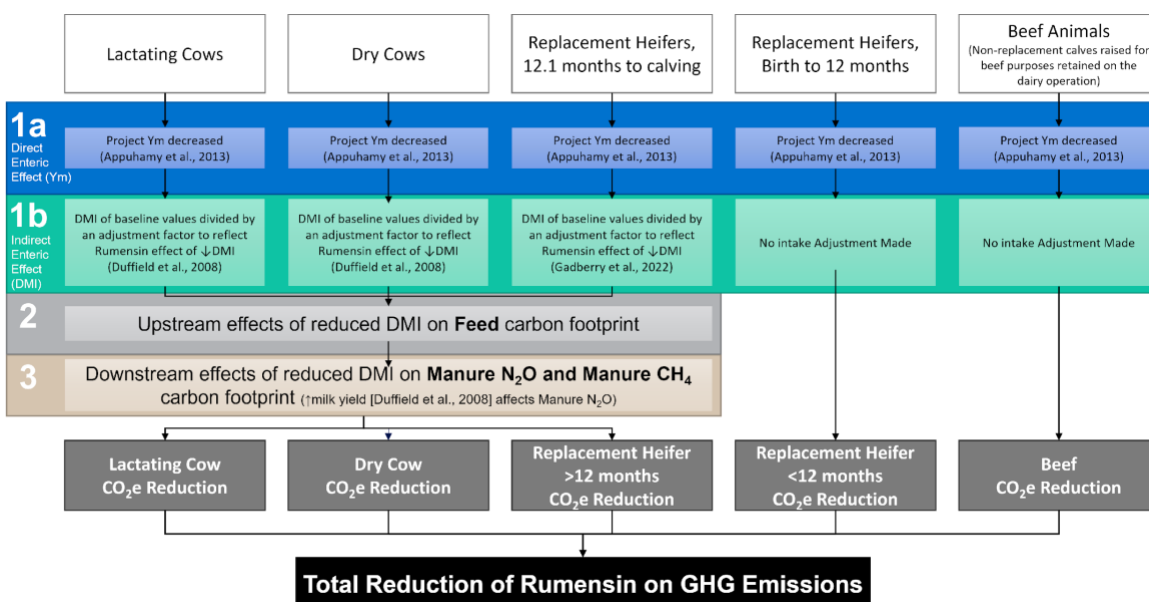 Lactating Cows
Dry Cows
Replacement Heifers,
12.1 months to calving
Replacement Heifers,
Birth to 12 months
Beef Animals
(Non-replacement calves raised for
beef purposes retained on the
dairy operation)
1a
Direct
Enteric
Effect (Ym)
Project Ym decreased
(Appuhamy et al., 2013)
Project Ym decreased
(Appuhamy et al., 2013)
Project Ym decreased
(Appuhamy et al., 2013)
Project Ym decreased
(Appuhamy et al., 2013)
Project Ym decreased
(Appuhamy et al., 2013)
1b
Indirect
Enteric
Effect
(DMI)
DMI of baseline values divided by
an adjustment factor to reflect
Rumensin effect of ↓DMI
(Duffield et al., 2008)
DMI of baseline values divided by
an adjustment factor to reflect
Rumensin effect of ↓DMI
(Duffield et al., 2008)
DMI of baseline values divided by
an adjustment factor to reflect
Rumensin effect of ↓DMI
(Gadberry et al., 2022)
No intake Adjustment Made
No intake Adjustment Made
2
Upstream effects of reduced DMI on Feed carbon footprint
3
Downstream effects of reduced DMI on Manure N₂O and Manure CH₄
carbon footprint (↑milk yield [Duffield et al., 2008] affects Manure N₂O)
Lactating Cow
CO₂e Reduction
Dry Cow
CO₂e Reduction
Replacement Heifer
>12 months
CO₂e Reduction
Replacement Heifer
<12 months
CO₂e Reduction
Beef
CO₂e Reduction
Total Reduction of Rumensin on GHG Emissions